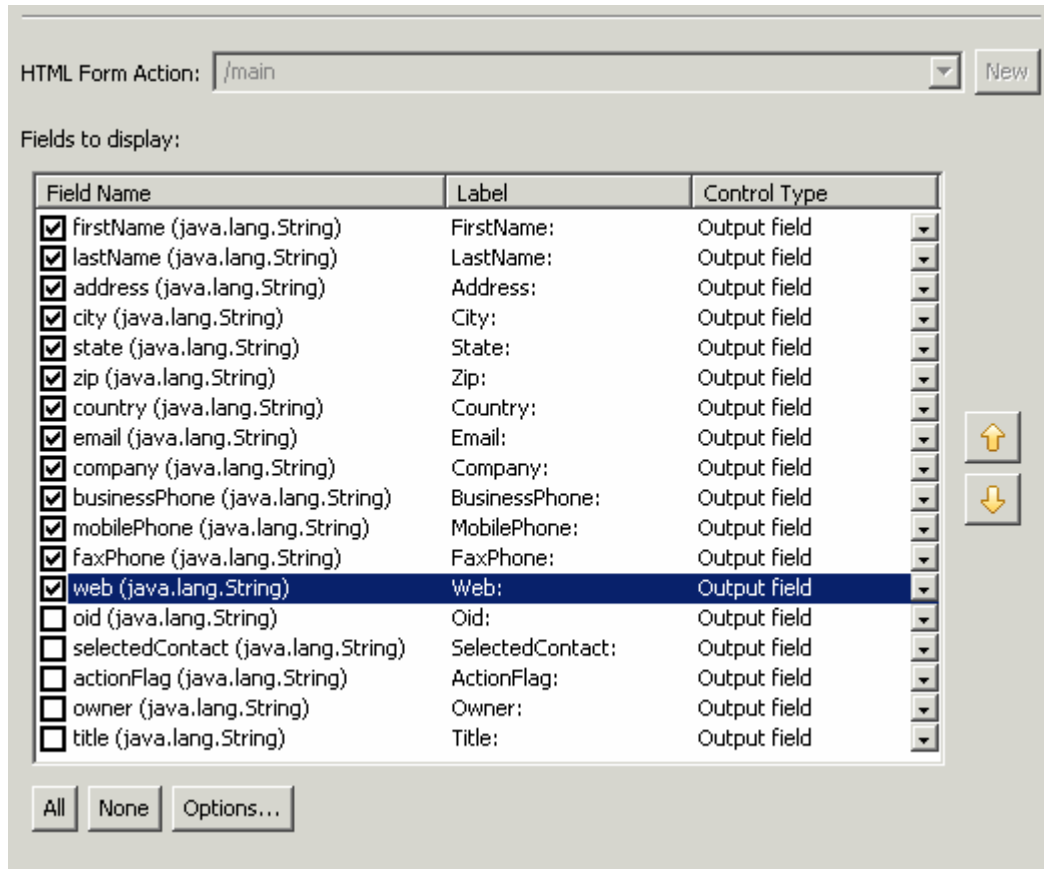 HTML Form Action: /main New
Fields to display:
Field Name Label Control Type
firstName (java.lang.String) FirstName: Output field
lastName (java.lang.String) LastName: Output field
address (java.lang.String) Address: Output field
city (java.lang.String) City: Output field
state (java.lang.String) State: Output field
zip (java.lang.String) Zip: Output field
country (java.lang.String) Country: Output field
email (java.lang.String) Email: Output field
company (java.lang.String) Company: Output field
businessPhone (java.lang.String) BusinessPhone: Output field
mobilePhone (java.lang.String) MobilePhone: Output field
faxPhone (java.lang.String) FaxPhone: Output field
web (java.lang.String) Web: Output field
oid (java.lang.String) Oid: Output field
selectedContact (java.lang.String) SelectedContact: Output field
actionFlag (java.lang.String) ActionFlag: Output field
owner (java.lang.String) Owner: Output field
title (java.lang.String) Title: Output field
All None Options...